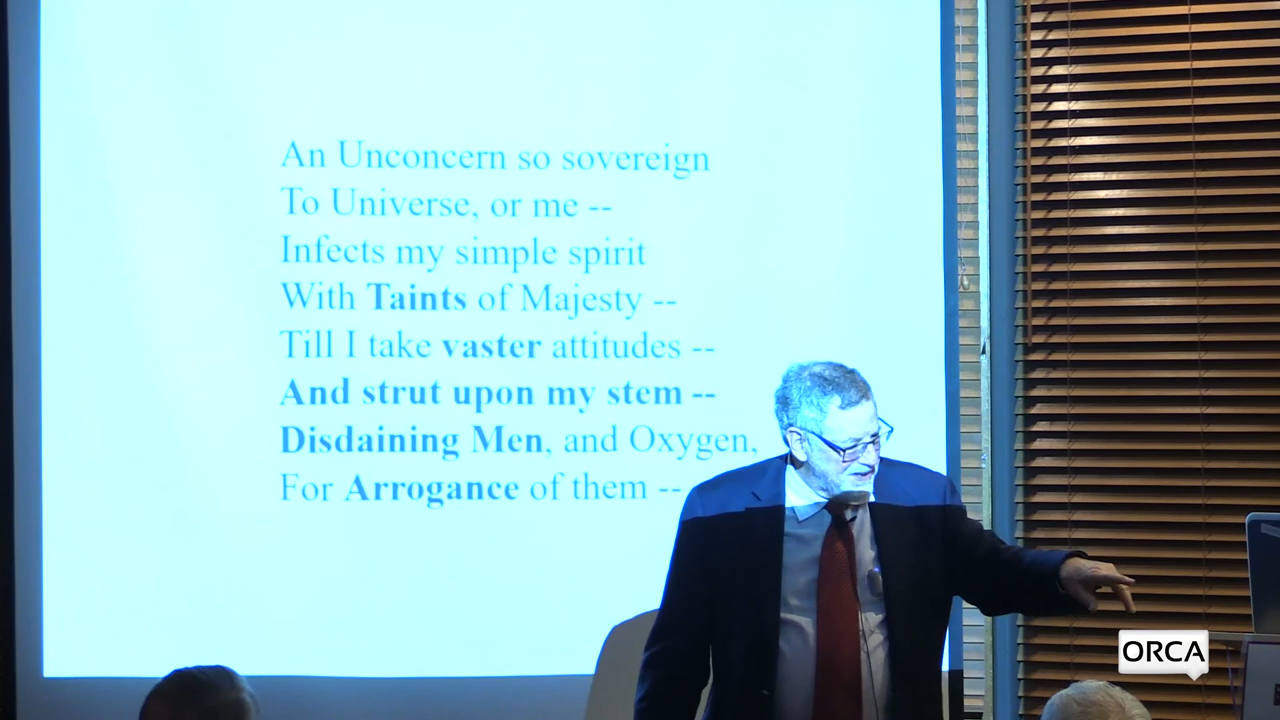 An Unconcern so sovereign
To Universe, or me --
Infects my simple spirit
With Taints of Majesty --
Till I take vaster attitudes --
And strut upon my stem --
Disdaining Men, and Oxygen,
For Arrogance of them --
ORCA